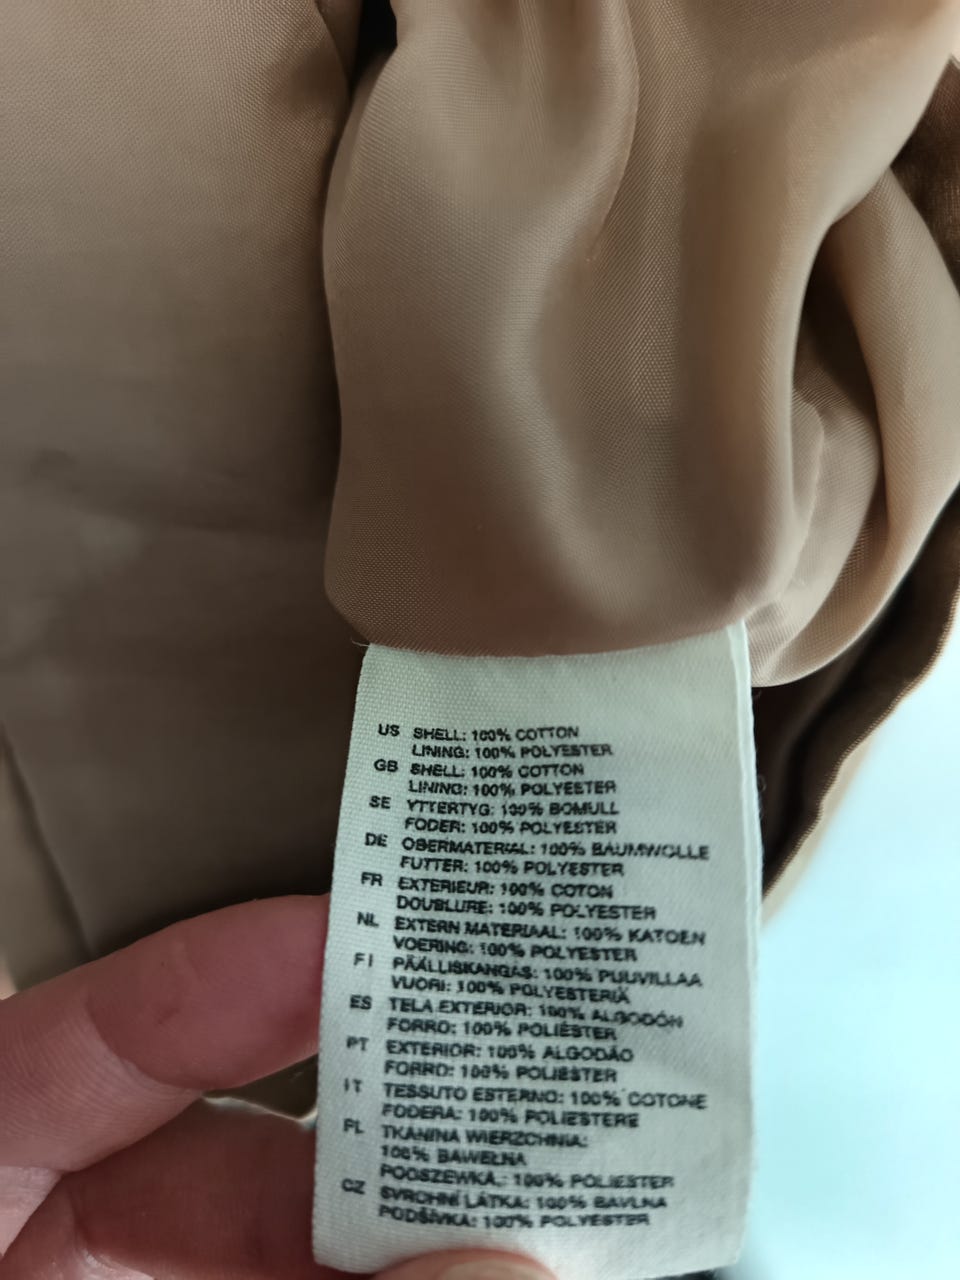 US SHELL: 100% COTTON
LINING: 100% POLYESTER
GB SHELL: 100% COTTON
LINING: 100% POLYESTER
SE YTTERTYG: 100% BOMULL
FODER: 100% POLYESTER
DE OBERMATERIAL: 100% BAUMWOLLE
FUTTER: 100% POLYESTER
FR EXTERIEUR: 100% COTON
DOUBLURE: 100% POLYESTER
NL EXTERN MATERIAAL: 100% KATOEN
VOERING: 100% POLYESTER
FI PÄÄLLISKANGAS: 100% PUUVILLAA
VUORI: 100% POLYESTERIÄ
ES TELA EXTERIOR: 100% ALGODÓN
FORRO: 100% POLIÉSTER
PT EXTERIOR: 100% ALGODÃO
FORRO: 100% POLIÉSTER
IT TESSUTO ESTERNO: 100% COTONE
FODERA: 100% POLIESTERE
PL TKANINA WIERZCHNIA:
100% BAWEŁNA
PODSZEWKA,: 100% POLIESTER
CZ SVRCHNÍ LÁTKA: 100% BAVLNA
PODŠÍVKA: 100% POLYESTER